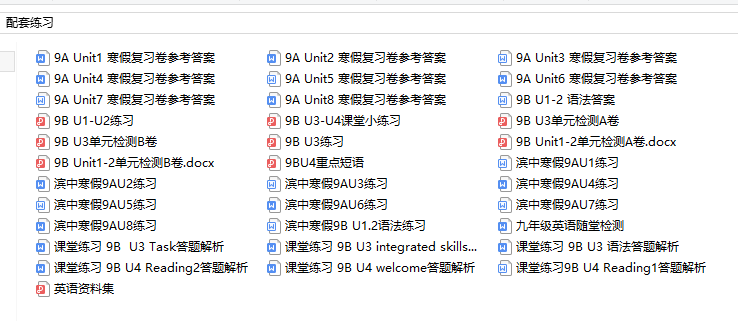 配套练习
9A Unit1 寒假复习卷参考答案 9A Unit2 寒假复习卷参考答案 9A Unit3 寒假复习卷参考答案
9A Unit4 寒假复习卷参考答案 9A Unit5 寒假复习卷参考答案 9A Unit6 寒假复习卷参考答案
9A Unit7 寒假复习卷参考答案 9A Unit8 寒假复习卷参考答案 9B U1-2 语法答案
9B U1-U2练习 9B U3-U4课堂小练习 9B U3单元检测A卷
9B U3单元检测B卷 9B U3练习 9B Unit1-2单元检测A卷.docx
9B Unit1-2单元检测B卷.docx 9BU4重点短语 滨中寒假9AU1练习
滨中寒假9AU2练习 滨中寒假9AU3练习 滨中寒假9AU4练习
滨中寒假9AU5练习 滨中寒假9AU6练习 滨中寒假9AU7练习
滨中寒假9AU8练习 滨中寒假9B U1.2语法练习 九年级英语随堂检测
课堂练习 9B  U3 Task答题解析 课堂练习 9B U3 integrated skills... 课堂练习 9B U3 语法答题解析
课堂练习 9B U4 Reading2答题解析 课堂练习 9B U4 welcome答题解析 课堂练习9B U4 Reading1答题解析
英语资料集